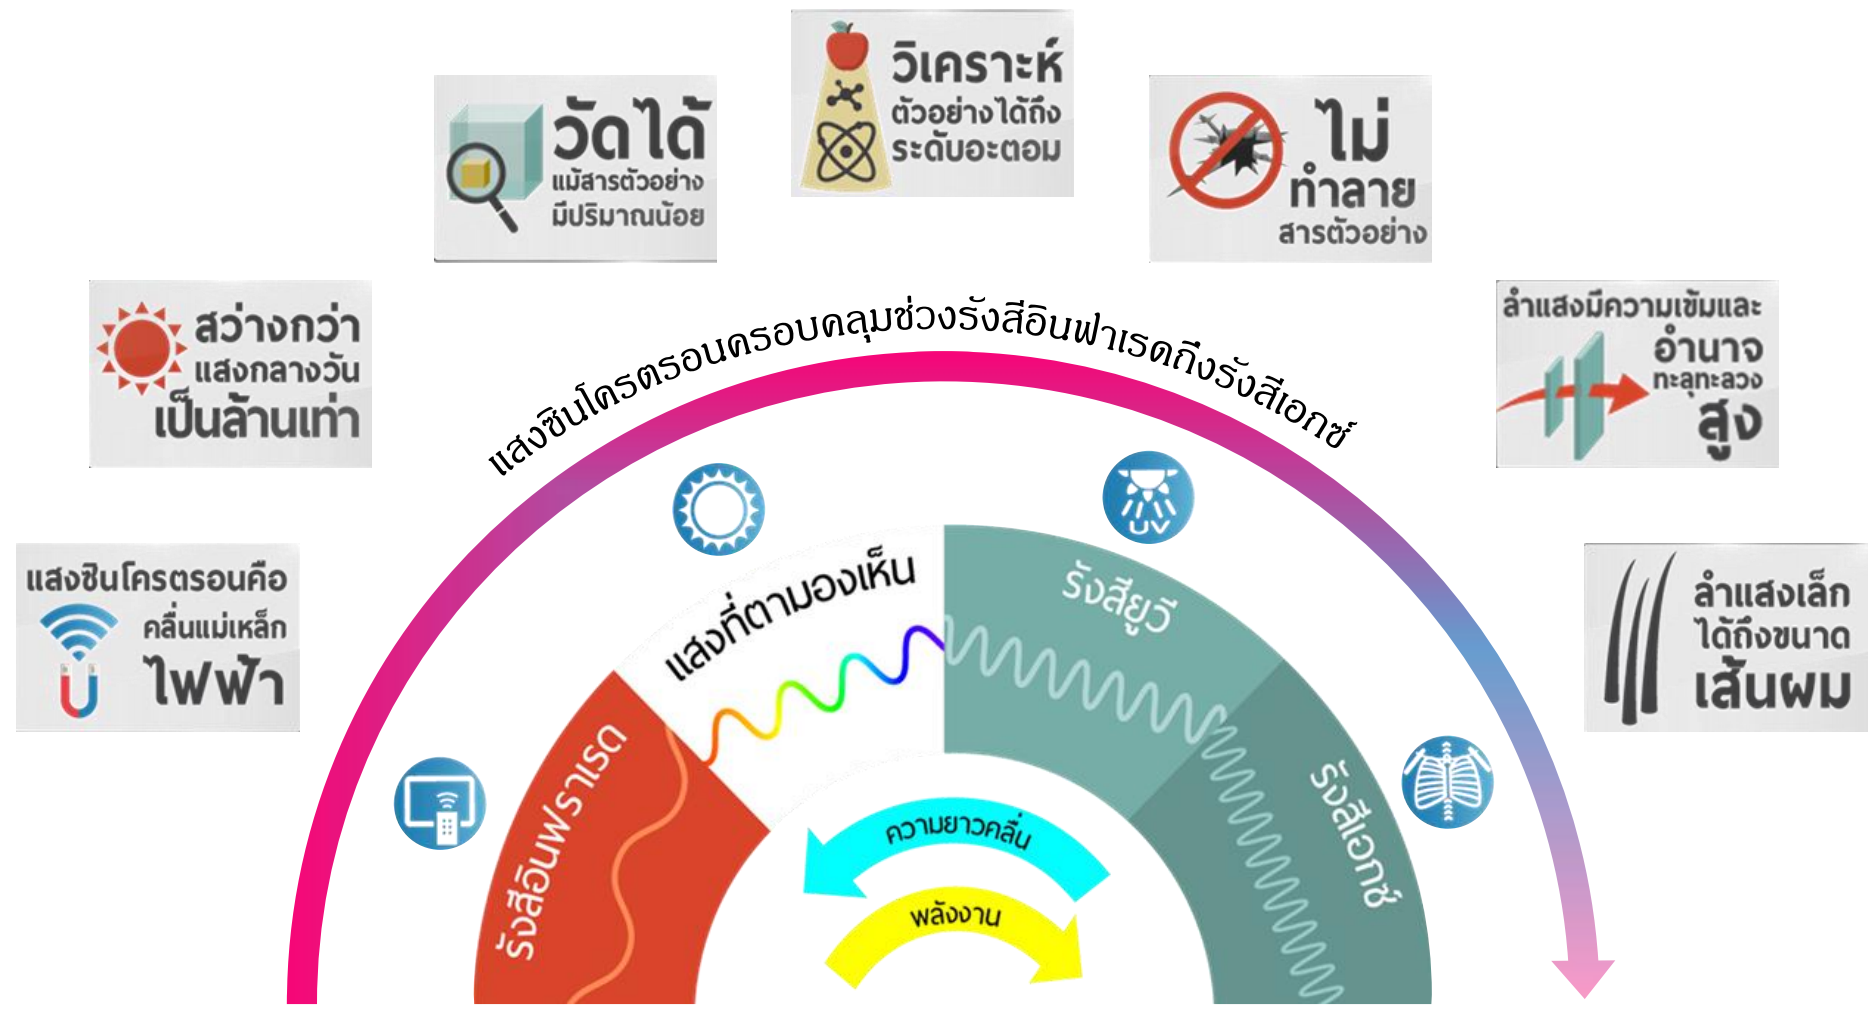 วิเคราะห์
ตัวอย่างได้ถึง
ระดับอะตอม
วัดได้
แม้สารตัวอย่าง
มีปริมาณน้อย
ไม่
ทำลาย
สารตัวอย่าง
สว่างกว่า
แสงกลางวัน
เป็นล้านเท่า
ลำแสงมีความเข้มและ
อำนาจ
ทะลุทะลวง
สูง
แสงซินโครตรอนครอบคลุมช่วงรังสีอินฟาเรดถึงรังสีเอกซ์
แสงซินโครตรอนคือ
คลื่นแม่เหล็ก
ไฟฟ้า
ลำแสงเล็ก
ได้ถึงขนาด
เส้นผม
UV
รังสีอินฟราเรด
แสงที่ตามองเห็น
รังสียูวี
รังสีเอกซ์
ความยาวคลื่น
พลังงาน